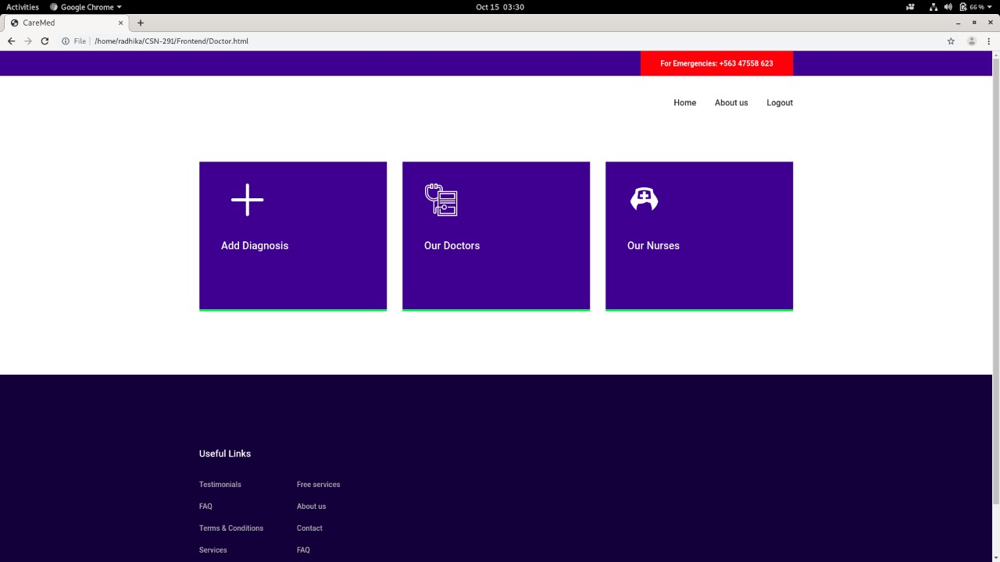 Activities Google Chrome Oct 15 03:30 66 %
CareMed
File /home/radhika/CSN-291/Frontend/Doctor.html
For Emergencies: +563 47558 623
Home About us Logout
Add Diagnosis Our Doctors Our Nurses
Useful Links
Testimonials Free services
FAQ About us
Terms & Conditions Contact
Services FAQ